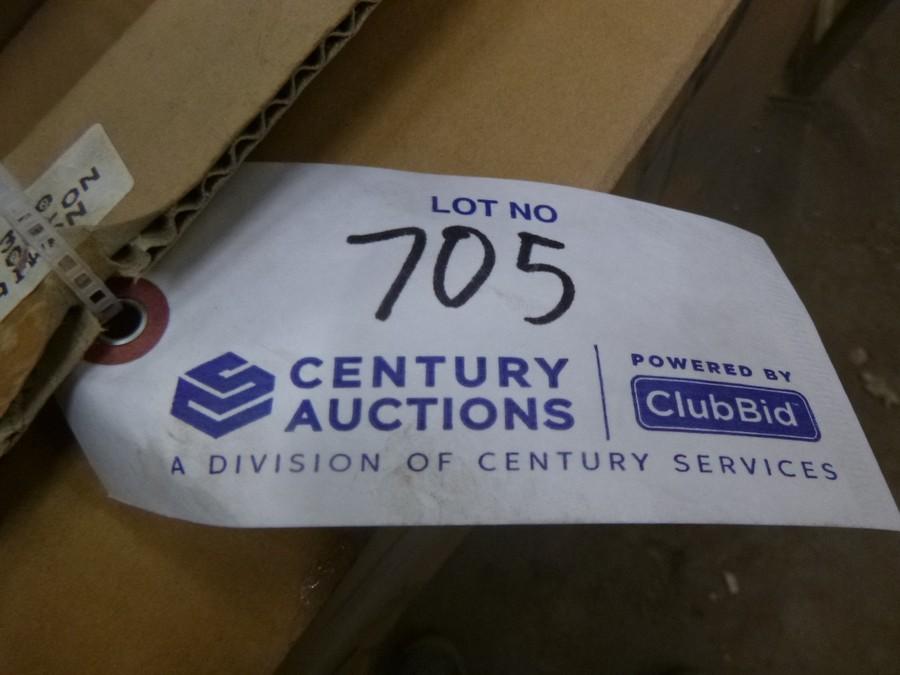 LOT NO
705
CENTURY AUCTIONS
POWERED BY
ClubBid
A DIVISION OF CENTURY SERVICES